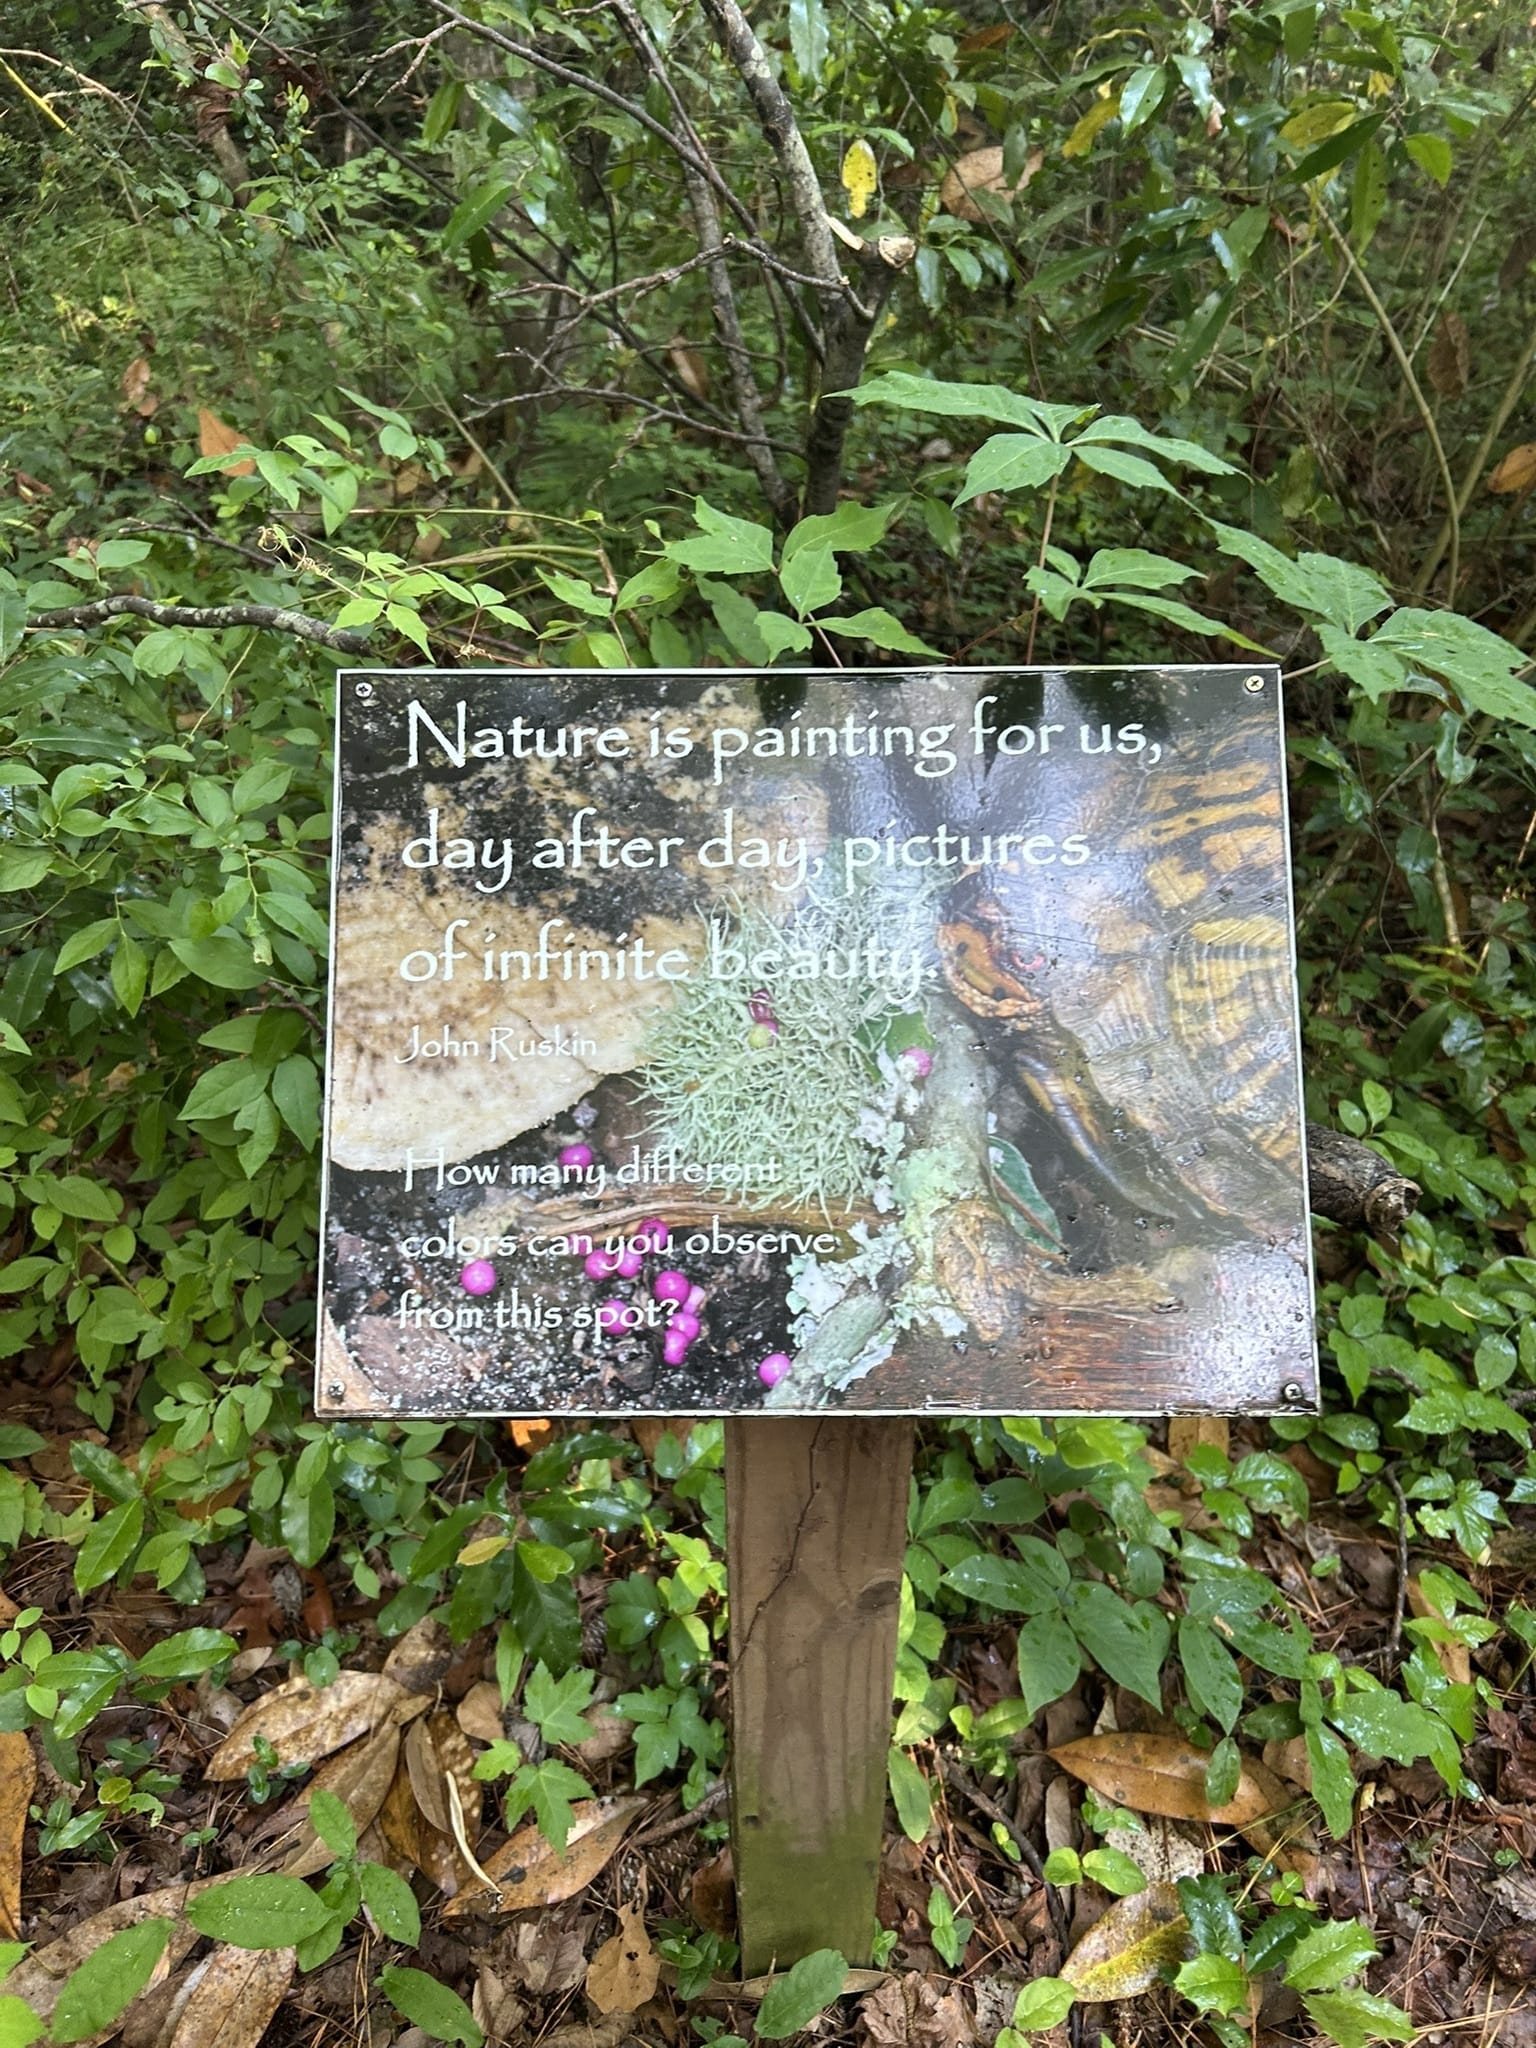 Nature is painting for us,
day after day, pictures
of infinite beauty.
John Ruskin
How many different
colors can you observe
from this spot?